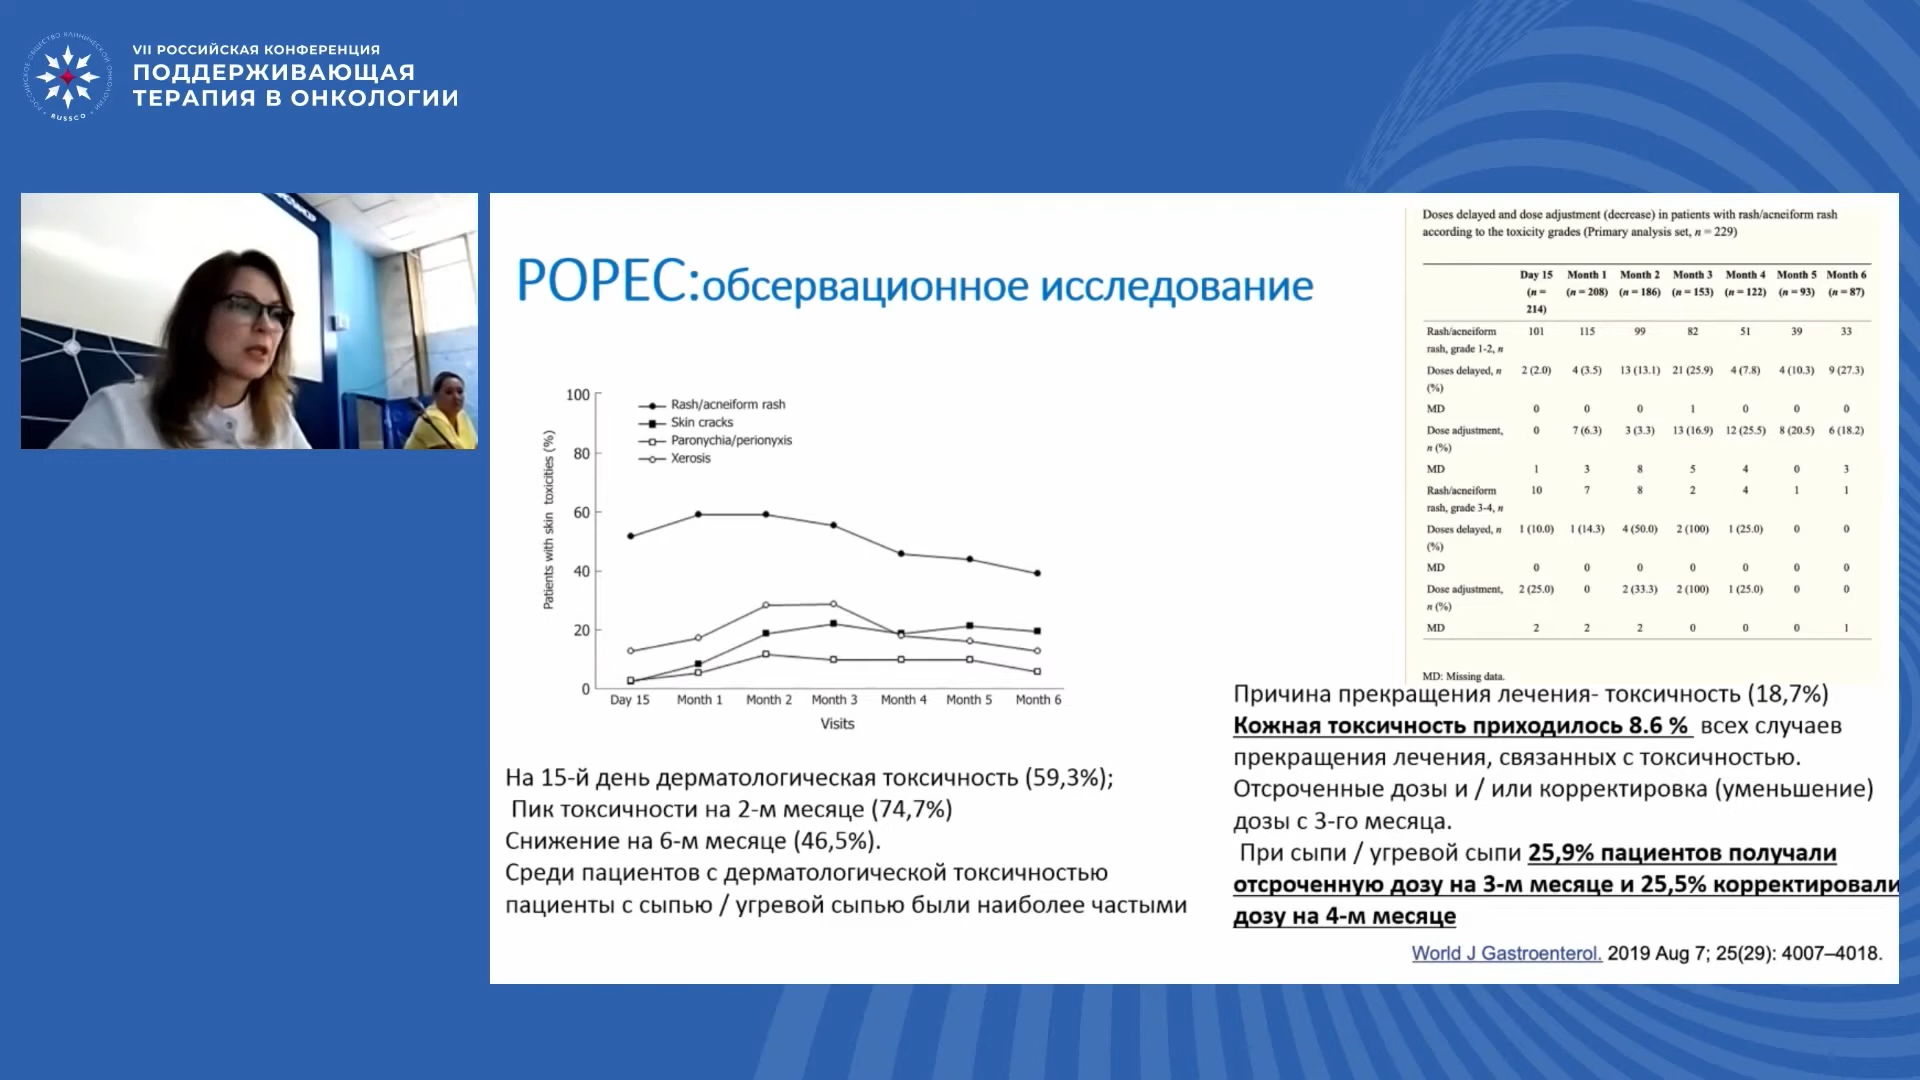 VII РОССИЙСКАЯ КОНФЕРЕНЦИЯ
ПОДДЕРЖИВАЮЩАЯ
ТЕРАПИЯ В ОНКОЛОГИИ
РОССИЙСКОЕ ОБЩЕСТВО КЛИНИЧЕСКОЙ ОНКОЛОГИИ
RUSSCO
POPEC:обсервационное исследование
100
80
60
40
20
0
Patients with skin toxicities (%)
Rash/acneiform rash
Skin cracks
Paronychia/perionyxis
Xerosis
Day 15 Month 1 Month 2 Month 3 Month 4 Month 5 Month 6
Visits
На 15-й день дерматологическая токсичность (59,3%);
Пик токсичности на 2-м месяце (74,7%)
Снижение на 6-м месяце (46,5%).
Среди пациентов с дерматологической токсичностью
пациенты с сыпью / угревой сыпью были наиболее частыми
Doses delayed and dose adjustment (decrease) in patients with rash/acneiform rash
according to the toxicity grades (Primary analysis set, n = 229)
Day 15 Month 1 Month 2 Month 3 Month 4 Month 5 Month 6
(n = (n = 208) (n = 186) (n = 153) (n = 122) (n = 93) (n = 87)
214)
Rash/acneiform 101 115 99 82 51 39 33
rash, grade 1-2, n
Doses delayed, n 2 (2.0) 4 (3.5) 13 (13.1) 21 (25.9) 4 (7.8) 4 (10.3) 9 (27.3)
(%)
MD 0 0 0 1 0 0 0
Dose adjustment, 0 7 (6.3) 3 (3.3) 13 (16.9) 12 (25.5) 8 (20.5) 6 (18.2)
n (%)
MD 1 3 8 5 4 0 3
Rash/acneiform 10 7 8 2 4 1 1
rash, grade 3-4, n
Doses delayed, n 1 (10.0) 1 (14.3) 4 (50.0) 2 (100) 1 (25.0) 0 0
(%)
MD 0 0 0 0 0 0 0
Dose adjustment, 2 (25.0) 0 2 (33.3) 2 (100) 1 (25.0) 0 0
n (%)
MD 2 2 2 0 0 0 1
MD: Missing data.
Причина прекращения лечения- токсичность (18,7%)
Кожная токсичность приходилось 8.6 % всех случаев
прекращения лечения, связанных с токсичностью.
Отсроченные дозы и / или корректировка (уменьшение)
дозы с 3-го месяца.
При сыпи / угревой сыпи 25,9% пациентов получали
отсроченную дозу на 3-м месяце и 25,5% корректировали
дозу на 4-м месяце
World J Gastroenterol. 2019 Aug 7; 25(29): 4007–4018.